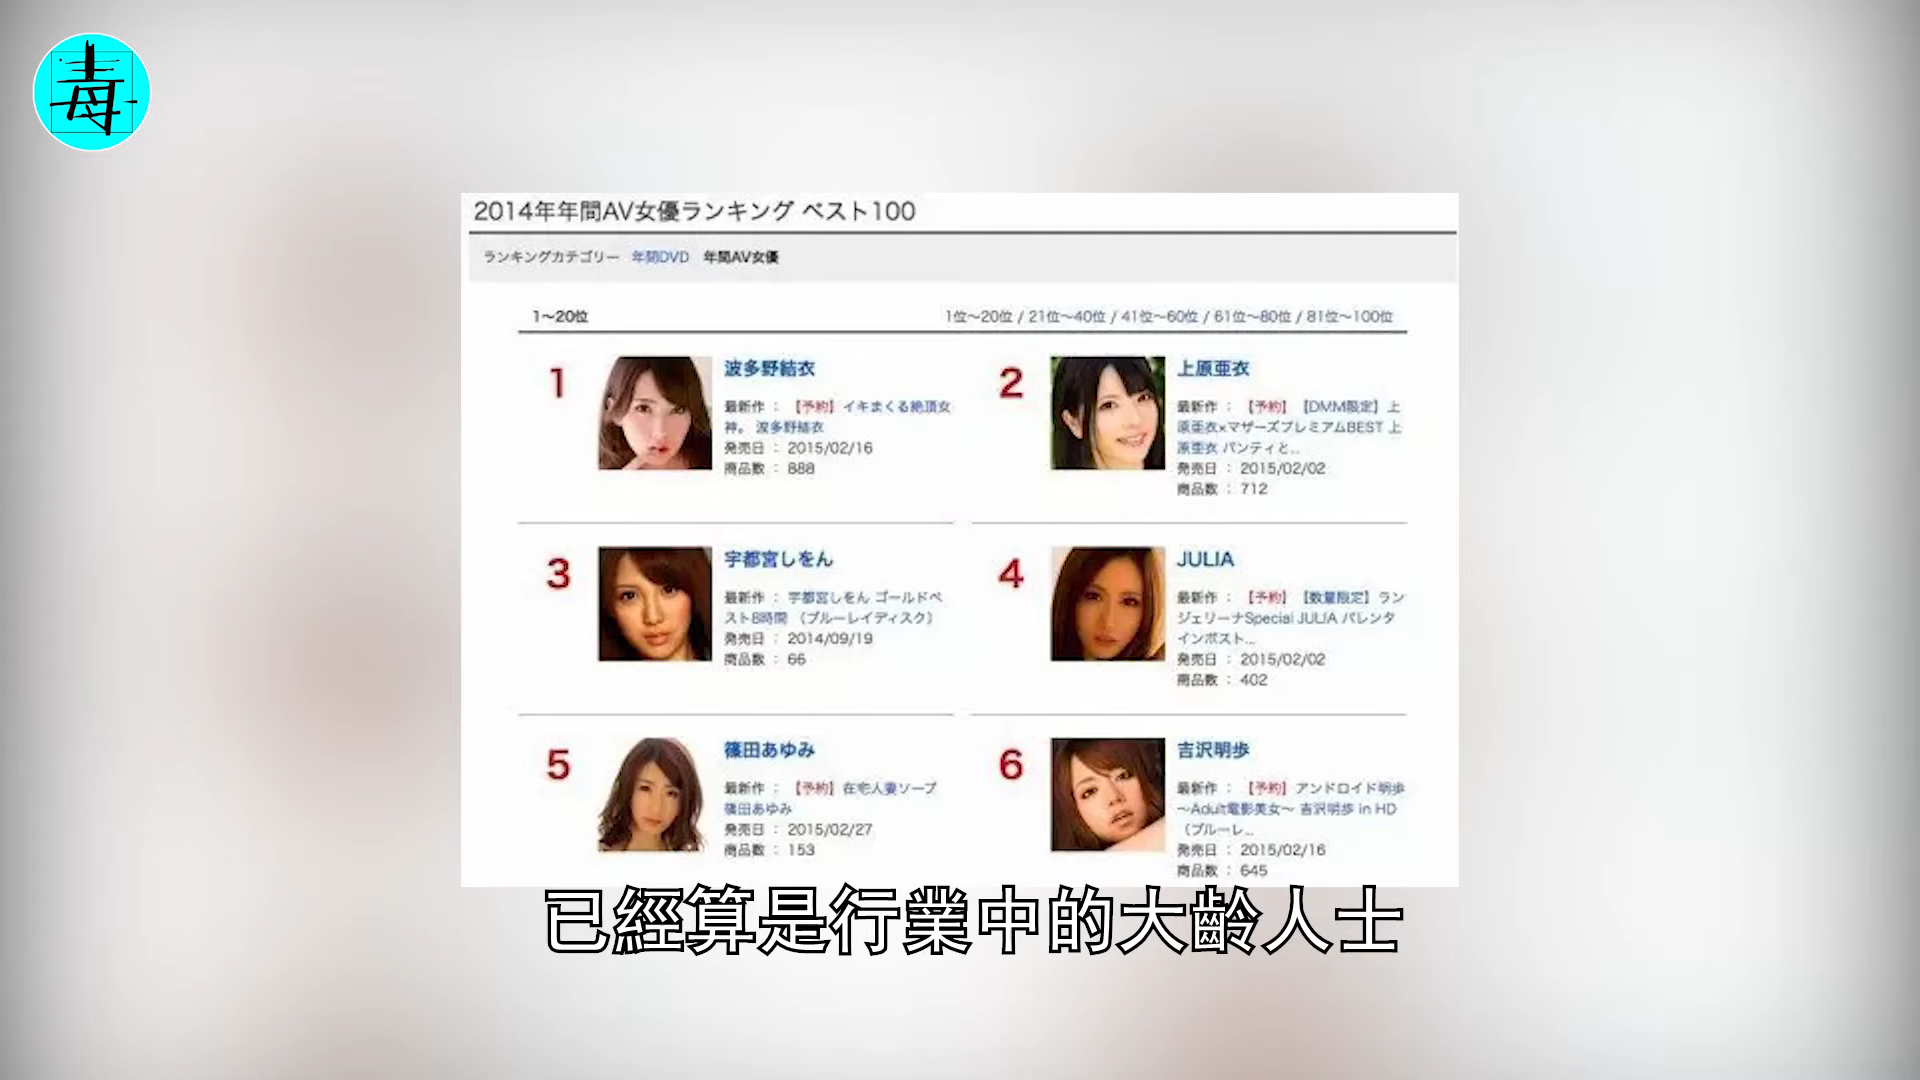 毒
2014年年間AV女優ランキング ベスト100
ランキングカテゴリー 年間DVD 年間AV女優
1〜20位
1位〜20位 / 21位〜40位 / 41位〜60位 / 61位〜80位 / 81位〜100位
1
波多野結衣
最新作 : 【予約】イキまくる絶頂女
神。 波多野結衣
発売日 : 2015/02/16
商品数 : 888
2
上原亜衣
最新作 : 【予約】【DMM限定】上
原亜衣×マザーズプレミアムBEST 上
原亜衣 パンティと...
発売日 : 2015/02/02
商品数 : 712
3
宇都宮しをん
最新作 : 宇都宮しをん ゴールドベ
スト8時間 （ブルーレイディスク）
発売日 : 2014/09/19
商品数 : 66
4
JULIA
最新作 : 【予約】【数量限定】ラン
ジェリーナSpecial JULIA バレンタ
インポスト...
発売日 : 2015/02/02
商品数 : 402
5
篠田あゆみ
最新作 : 【予約】在宅人妻ソープ
篠田あゆみ
発売日 : 2015/02/27
商品数 : 153
6
吉沢明歩
最新作 : 【予約】アンドロイド明歩
〜Adult電影美女〜 吉沢明歩 in HD
（ブルーレ...
発売日 : 2015/02/16
商品数 : 645
已經算是行業中的大齡人士